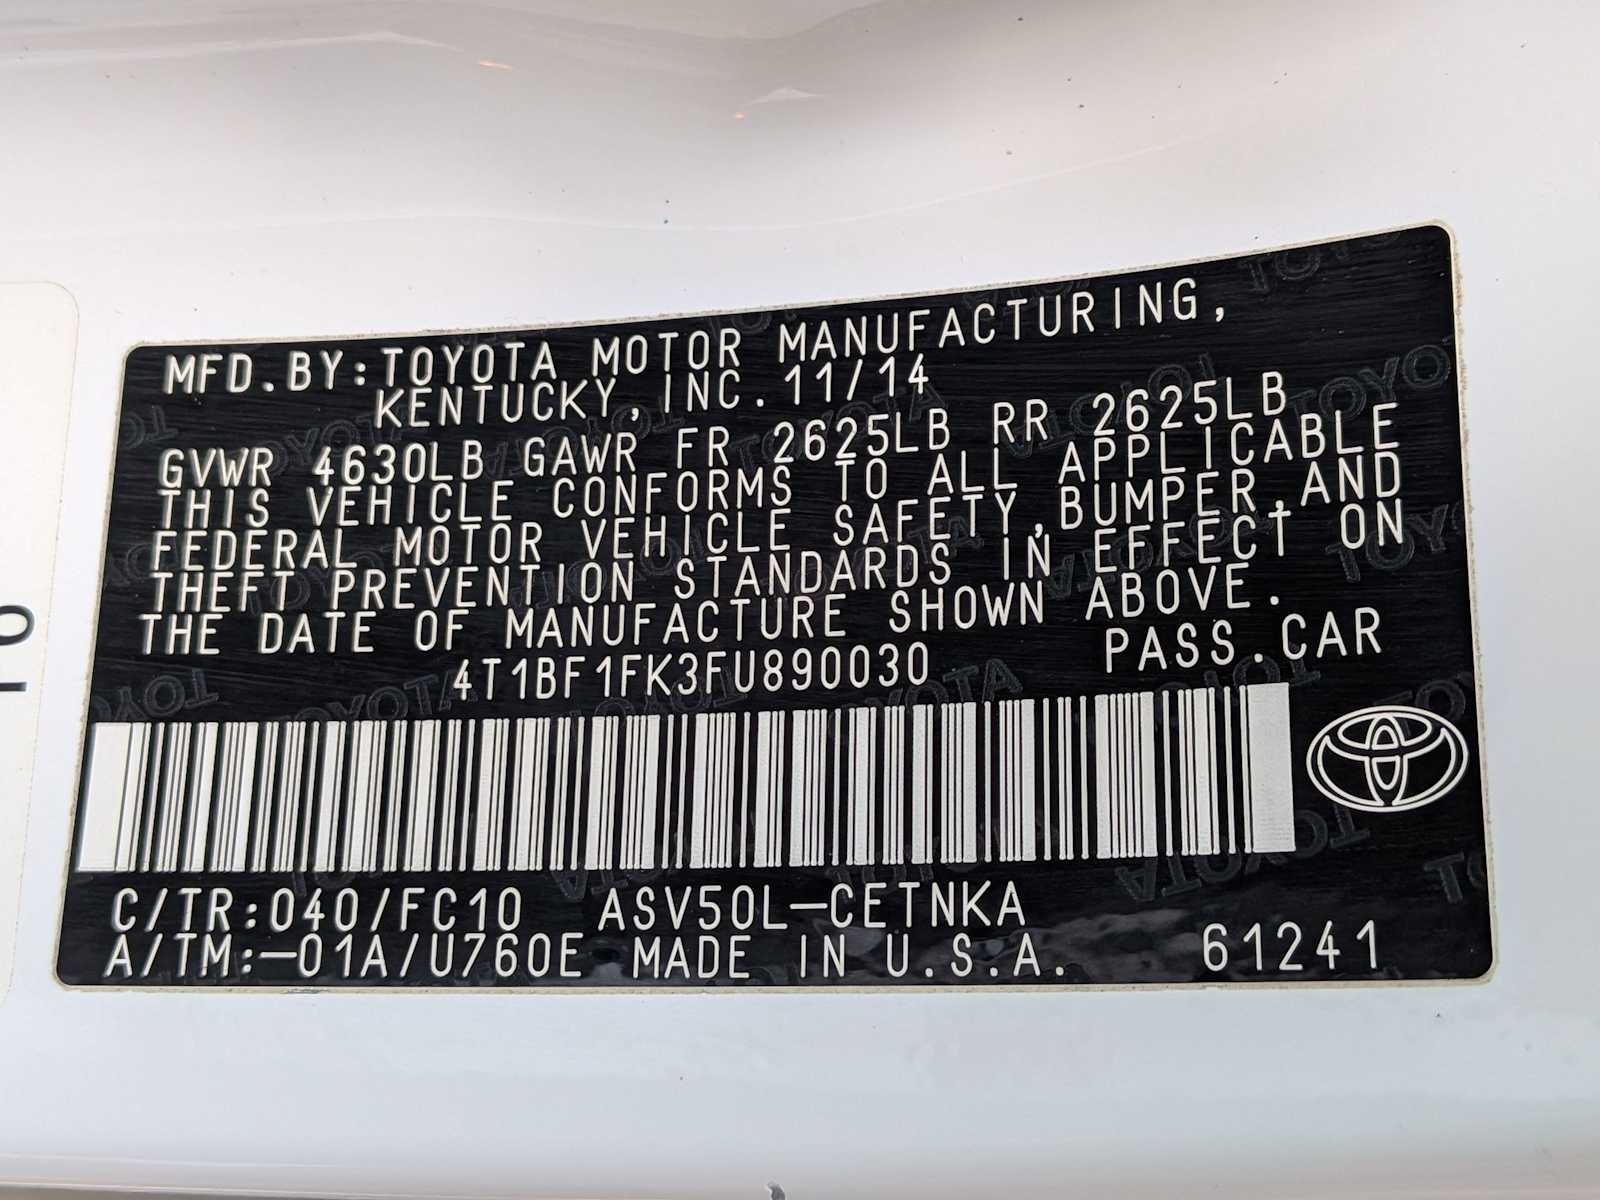 MFD.BY:TOYOTA MOTOR MANUFACTURING,
KENTUCKY, INC. 11/14
GVWR 4630LB GAWR FR 2625LB RR 2625LB
THIS VEHICLE CONFORMS TO ALL APPLICABLE
FEDERAL MOTOR VEHICLE SAFETY,BUMPER,AND
THEFT PREVENTION STANDARDS IN EFFECT ON
THE DATE OF MANUFACTURE SHOWN ABOVE.
4T1BF1FK3FU890030 PASS.CAR
C/TR:040/FC10 ASV50L-CETNKA
A/TM:-01A/U760E MADE IN U.S.A. 61241